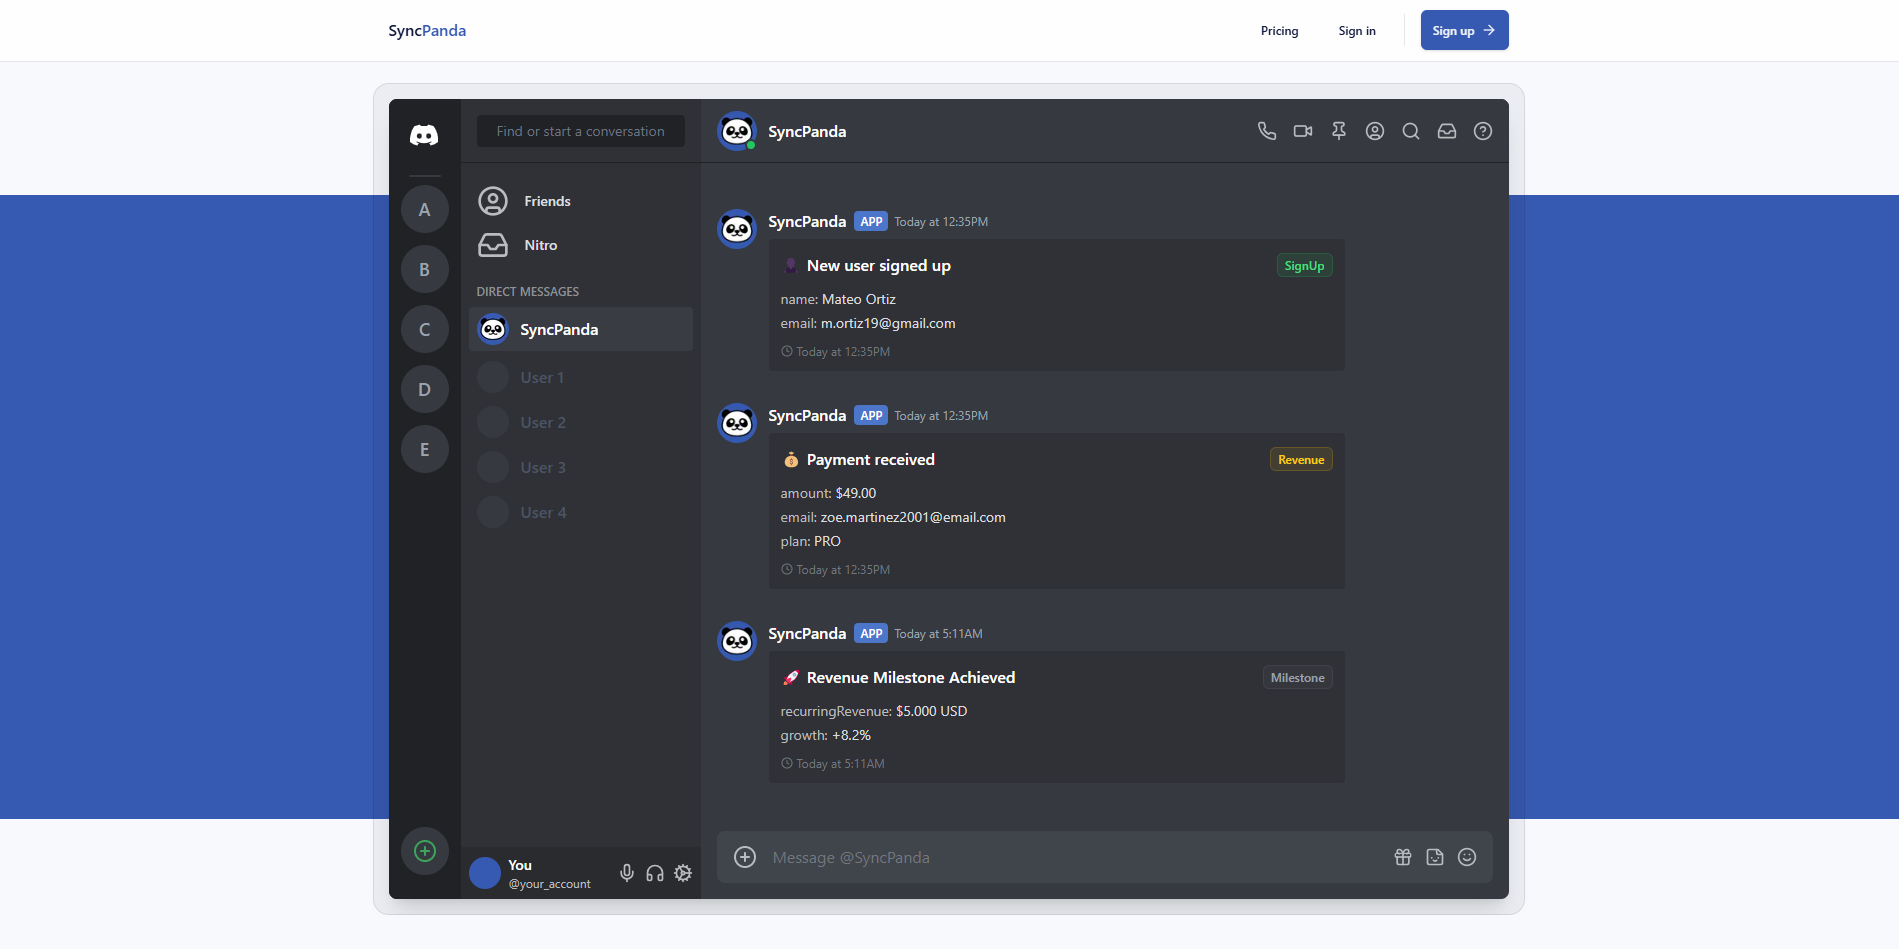 SyncPanda
Pricing
Sign in
Sign up
Find or start a conversation
SyncPanda
A
B
C
D
E
Friends
Nitro
DIRECT MESSAGES
SyncPanda
User 1
User 2
User 3
User 4
You
@your_account
SyncPanda APP Today at 12:35PM
New user signed up
SignUp
name: Mateo Ortiz
email: m.ortiz19@gmail.com
Today at 12:35PM
SyncPanda APP Today at 12:35PM
Payment received
Revenue
amount: $49.00
email: zoe.martinez2001@email.com
plan: PRO
Today at 12:35PM
SyncPanda APP Today at 5:11AM
Revenue Milestone Achieved
Milestone
recurringRevenue: $5.000 USD
growth: +8.2%
Today at 5:11AM
Message @SyncPanda